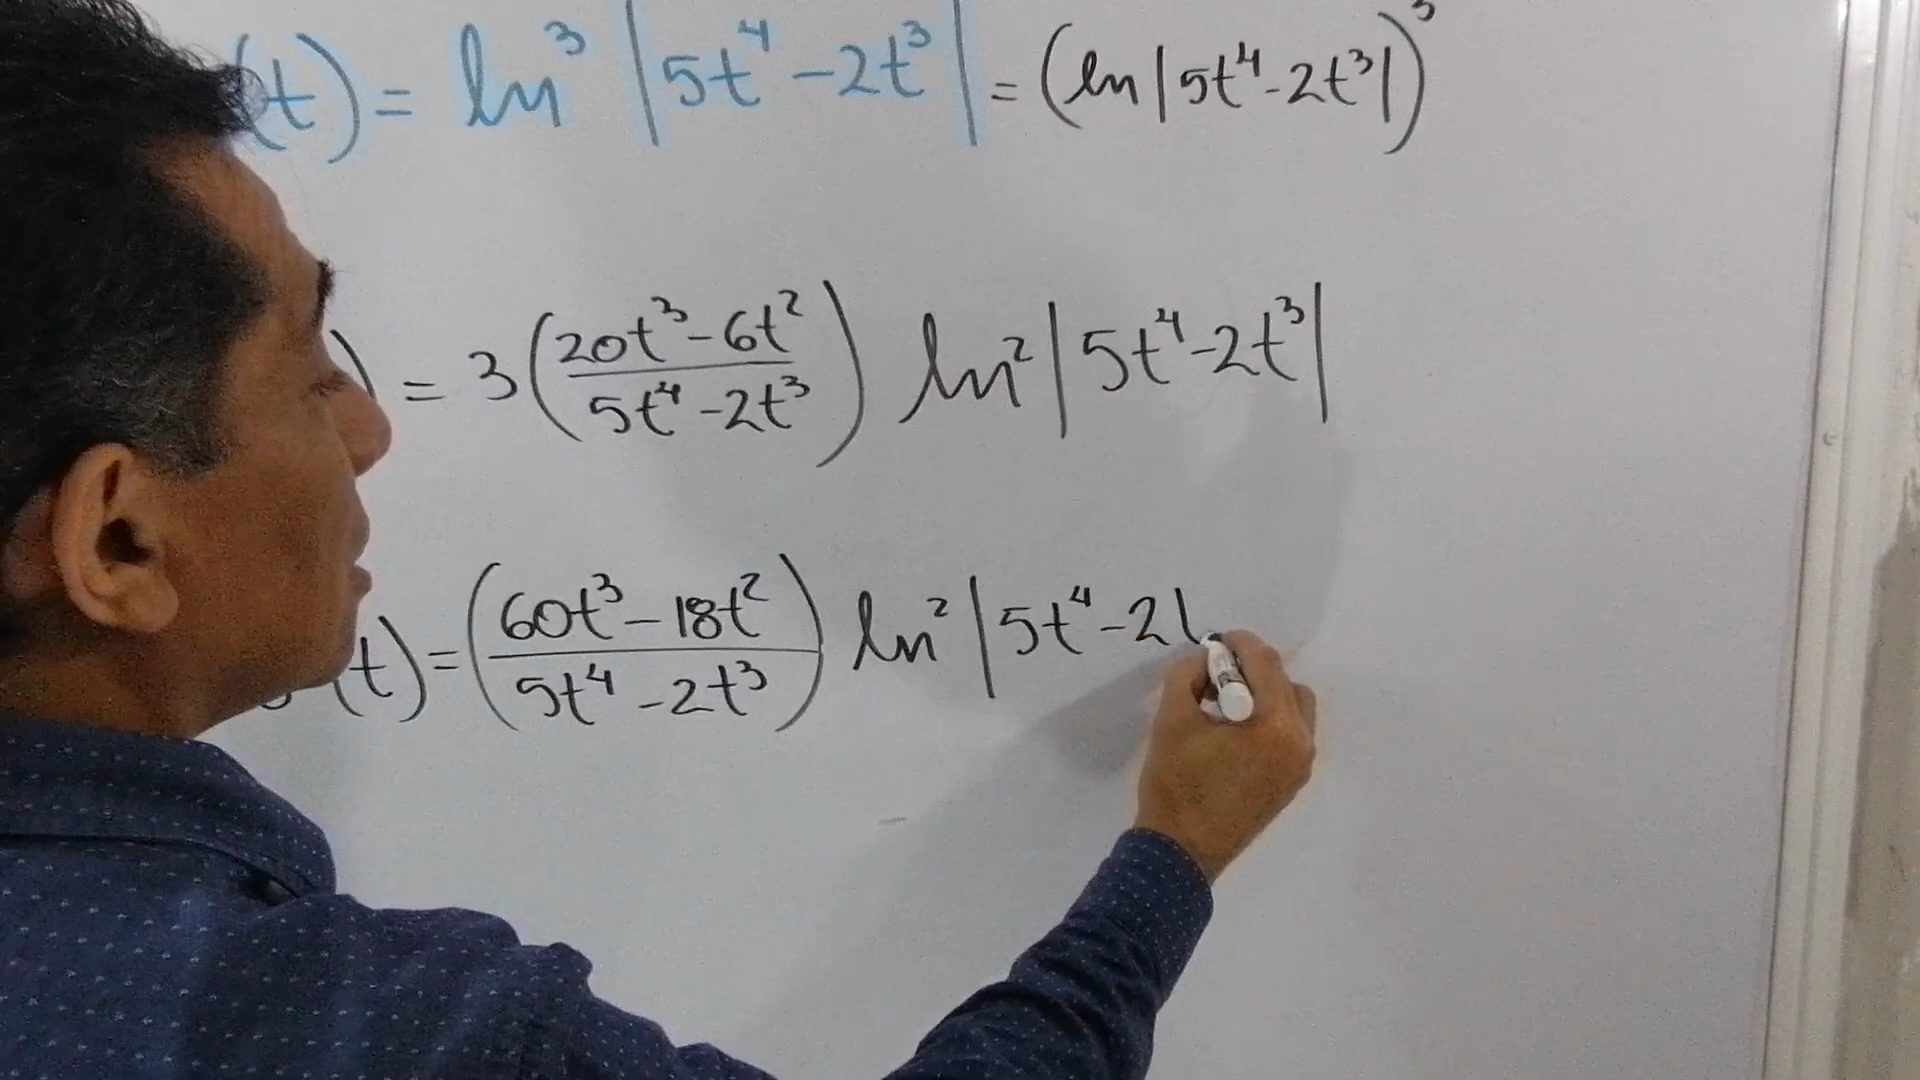 (t) = ln³ |5t⁴ - 2t³| = (ln |5t⁴ - 2t³|)³
) = 3 (20t³ - 6t² / 5t⁴ - 2t³) ln² |5t⁴ - 2t³|
(t) = (60t³ - 18t² / 5t⁴ - 2t³) ln² |5t⁴ - 2